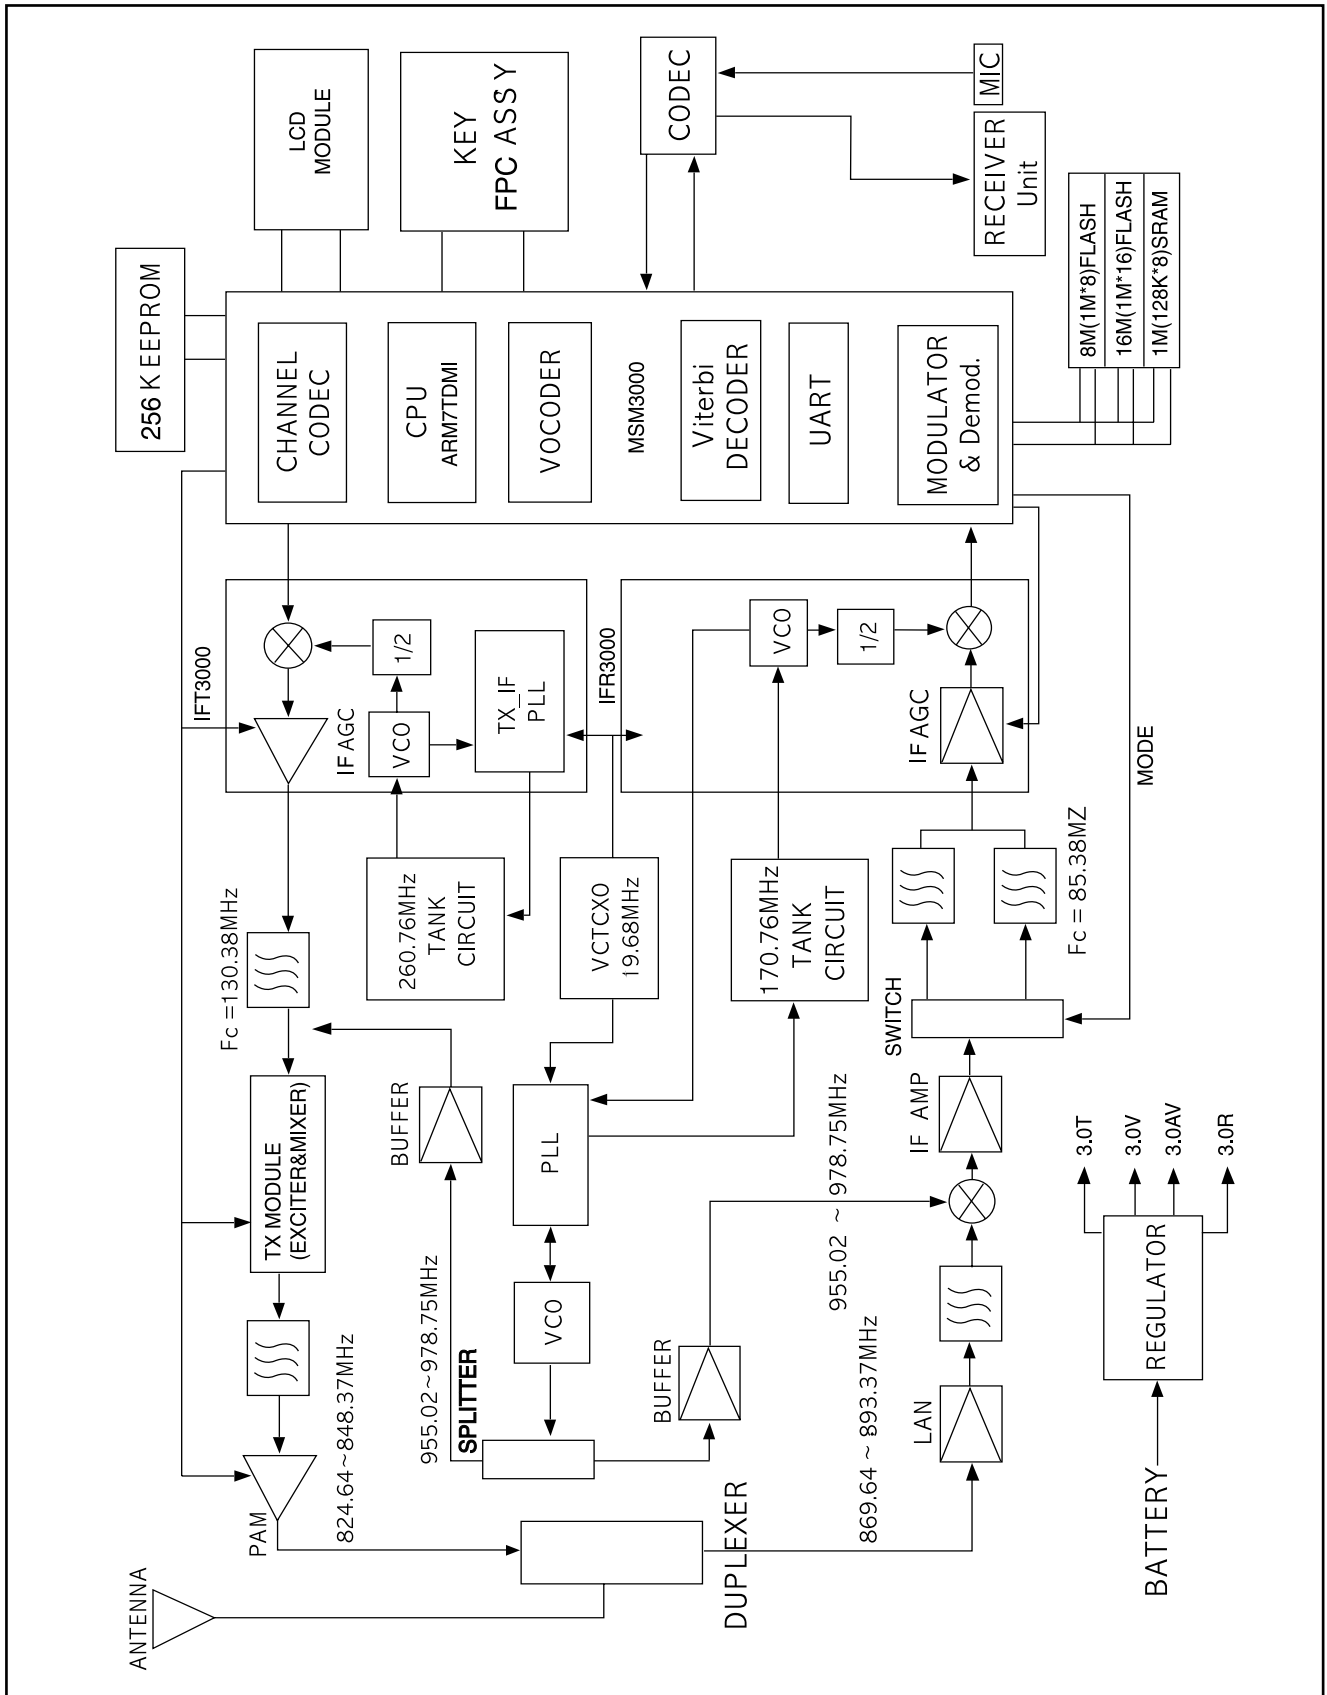 ANTENNA
PAM
824.64~848.37MHz
TX MODULE
(EXCITER&MIXER)
Fc =130.38MHz
IFT3000
IF AGC
1/2
VCO
TX_IF
PLL
260.76MHz
TANK
CIRCUIT
256 K EEPROM
LCD
MODULE
KEY
FPC ASSY
CODEC
MIC
RECEIVER
Unit
CHANNEL
CODEC
CPU
ARM7TDMI
VOCODER
MSM3000
Viterbi
DECODER
UART
MODULATOR
& Demod.
8M(1M*8)FLASH
16M(1M*16)FLASH
1M(128K*8)SRAM
BUFFER
955.02~978.75MHz
SPLITTER
VCO
PLL
VCTCXO
19.68MHz
IFR3000
VCO
1/2
IF AGC
170.76MHz
TANK
CIRCUIT
MODE
Fc = 85.38MZ
SWITCH
IF AMP
955.02 ~ 978.75MHz
BUFFER
869.64 ~ 893.37MHz
LAN
DUPLEXER
BATTERY
REGULATOR
3.0T
3.0V
3.0AV
3.0R